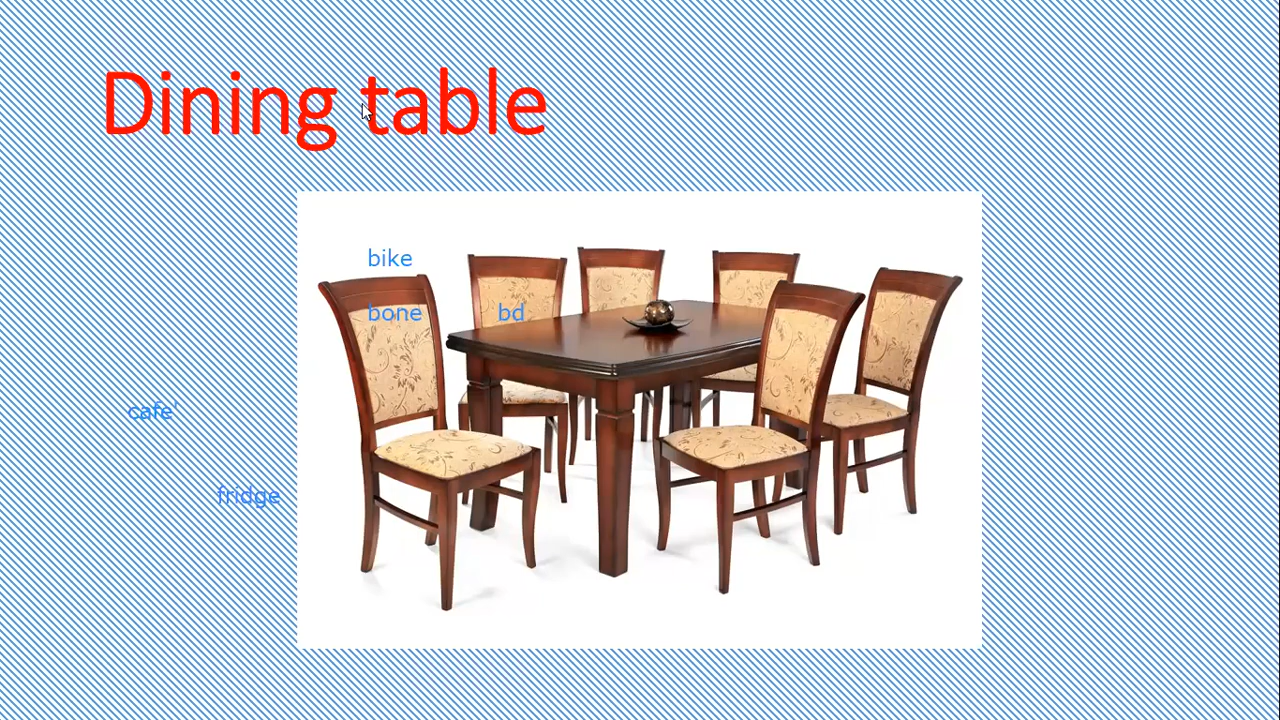 Dining table
bike
bone bd
cafe'
fridge